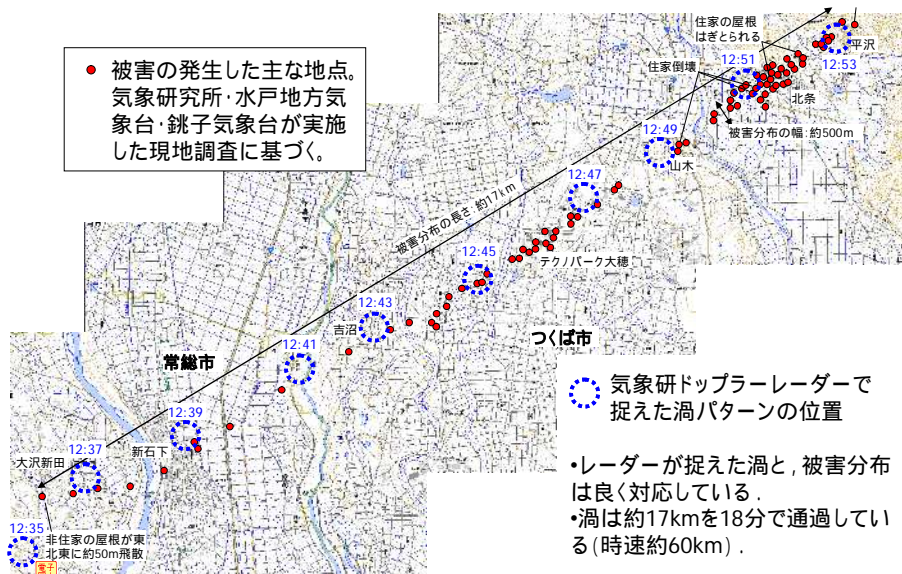 被害の発生した主な地点。
気象研究所･水戸地方気
象台･銚子気象台が実施
した現地調査に基づく。
住家の屋根
はぎとられる
平沢
12:51
12:53
住家倒壊
北条
被害分布の幅:約500m
12:49
山木
12:47
被害分布の長さ:約17km
テクノパーク大穂
12:45
12:43
吉沼
つくば市
12:41
常総市
気象研ドップラーレーダーで
捉えた渦パターンの位置
12:39
新石下
12:37
大沢新田
•レーダーが捉えた渦と,被害分布
は良く対応している.
•渦は約17kmを18分で通過してい
る(時速約60km).
12:35
非住家の屋根が東
北東に約50m飛散
電子